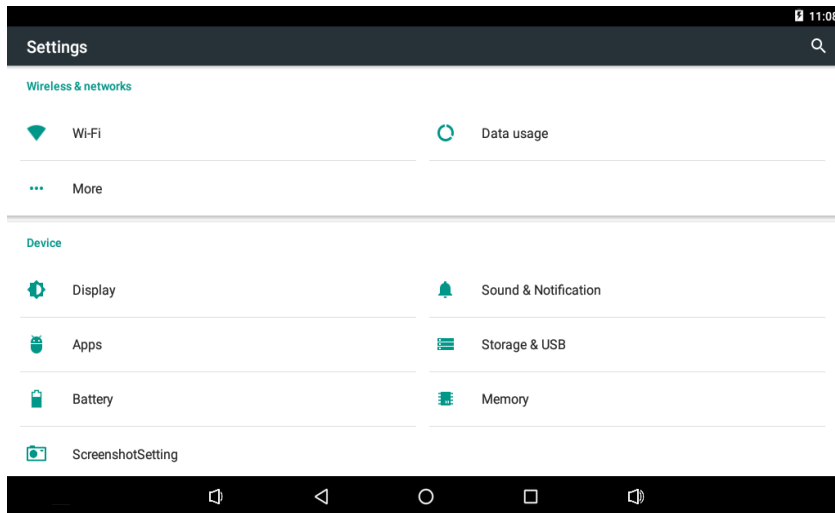 11:08
Settings
Wireless & networks
Wi-Fi
Data usage
More
Device
Display
Sound & Notification
Apps
Storage & USB
Battery
Memory
ScreenshotSetting